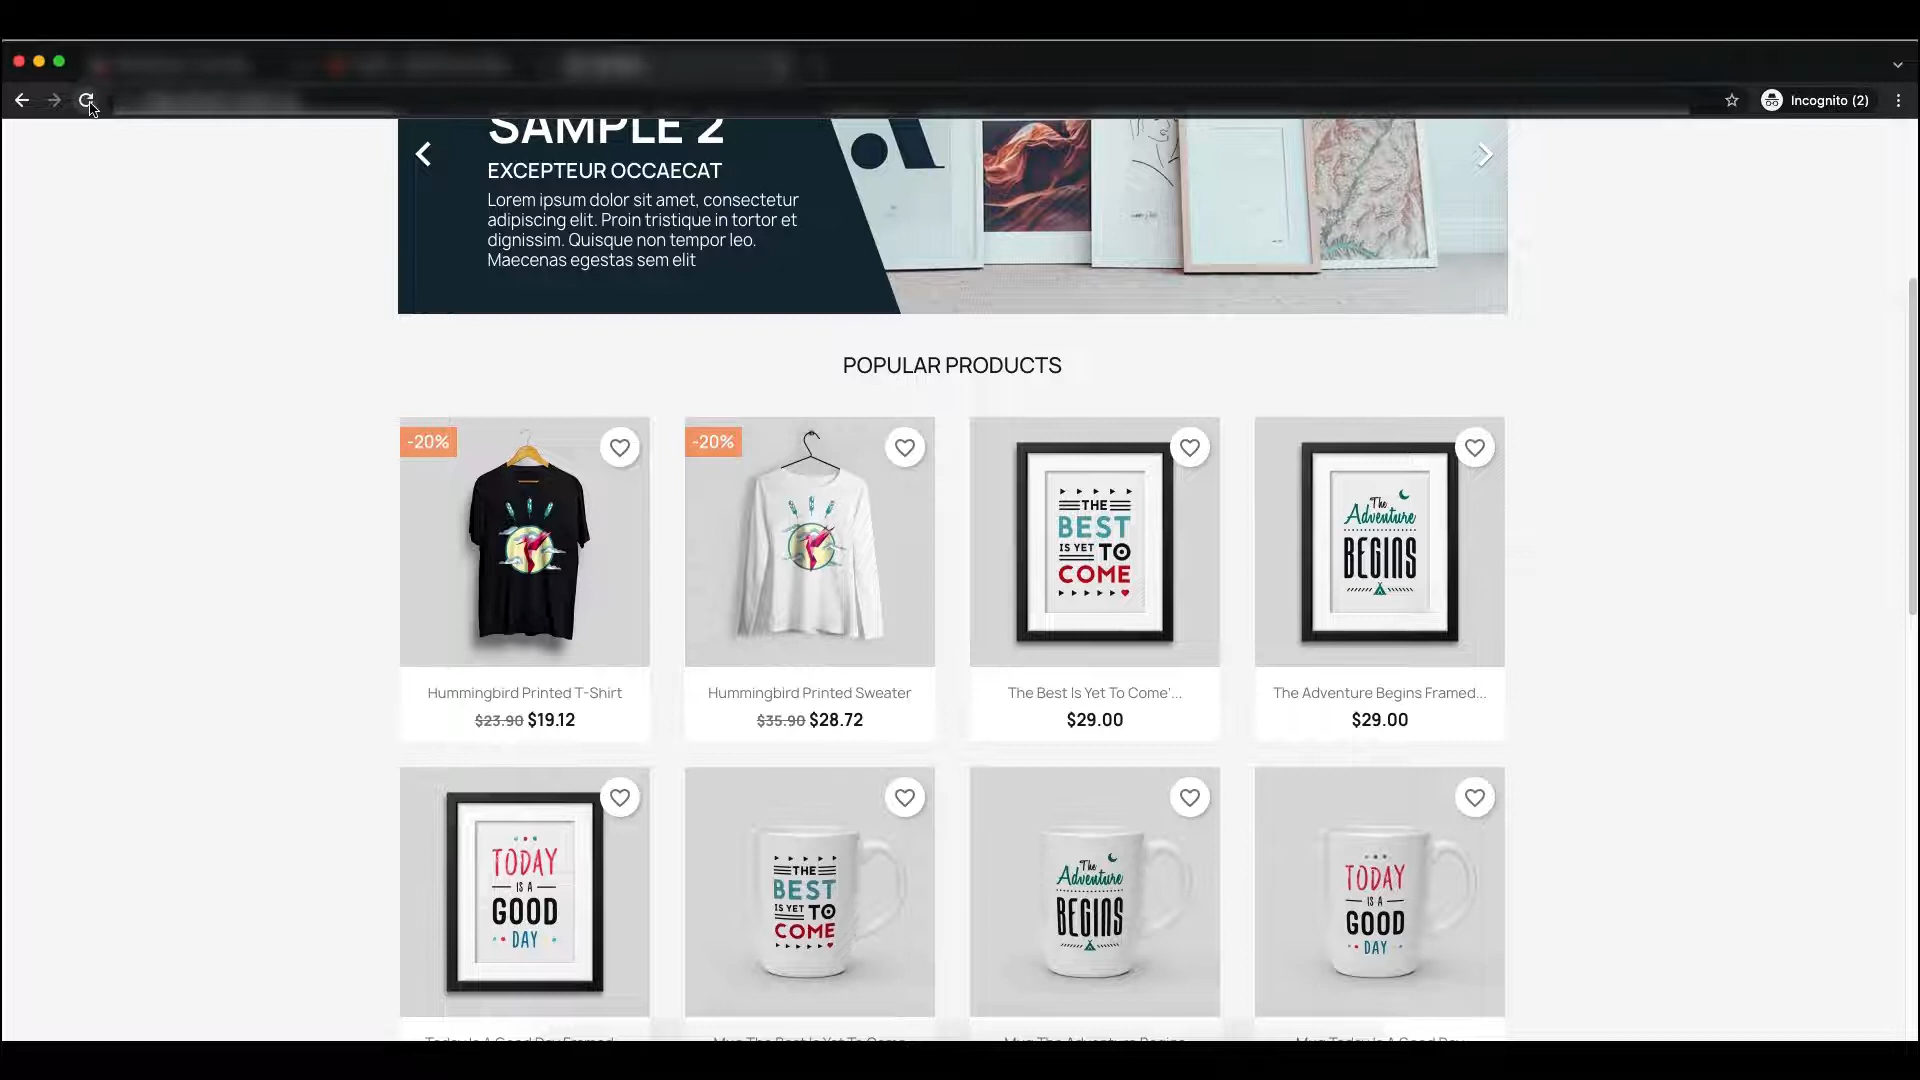 Incognito (2)
SAMPLE 2
EXCEPTEUR OCCAECAT
Lorem ipsum dolor sit amet, consectetur
adipiscing elit. Proin tristique in tortor et
dignissim. Quisque non tempor leo.
Maecenas egestas sem elit
POPULAR PRODUCTS
-20%
-20%
THE
BEST
IS YET TO
COME
The
Adventure
BEGINS
Hummingbird Printed T-Shirt
$23.90 $19.12
Hummingbird Printed Sweater
$35.90 $28.72
The Best Is Yet To Come'...
$29.00
The Adventure Begins Framed...
$29.00
TODAY
IS A
GOOD
DAY
THE
BEST
IS YET TO
COME
The
Adventure
BEGINS
TODAY
IS A
GOOD
DAY